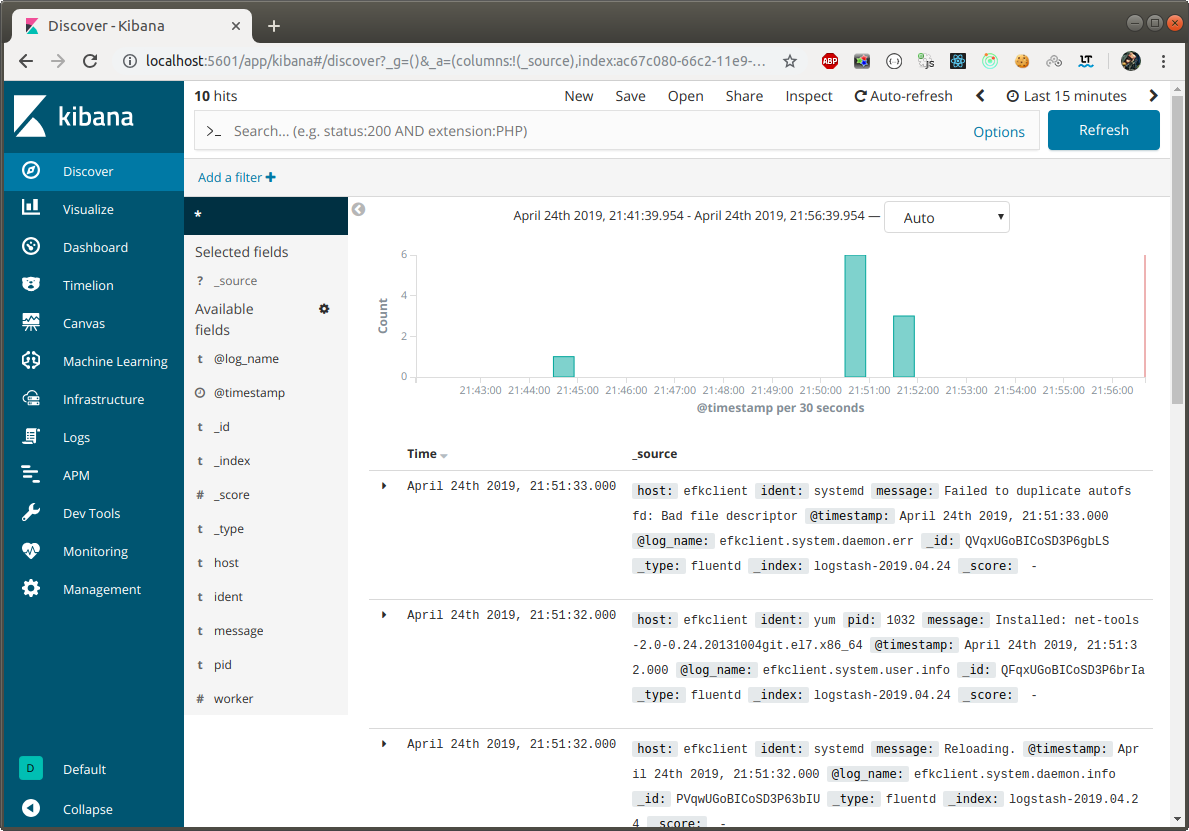 Discover - Kibana
localhost:5601/app/kibana#/discover?_g=()&_a=(columns:!(_source),index:ac67c080-66c2-11e9-...
ABP
js
LT
kibana
Discover
Visualize
Dashboard
Timelion
Canvas
Machine Learning
Infrastructure
Logs
APM
Dev Tools
Monitoring
Management
D Default
Collapse
10 hits
New Save Open Share Inspect Auto-refresh Last 15 minutes
>_ Search... (e.g. status:200 AND extension:PHP) Options Refresh
Add a filter +
*
Selected fields
? _source
Available
fields
t @log_name
@timestamp
t _id
t _index
# _score
t _type
t host
t ident
t message
t pid
# worker
April 24th 2019, 21:41:39.954 - April 24th 2019, 21:56:39.954 — Auto
6
4
2
0
Count
21:43:00 21:44:00 21:45:00 21:46:00 21:47:00 21:48:00 21:49:00 21:50:00 21:51:00 21:52:00 21:53:00 21:54:00 21:55:00 21:56:00
@timestamp per 30 seconds
Time _source
April 24th 2019, 21:51:33.000 host: efkclient ident: systemd message: Failed to duplicate autofs
fd: Bad file descriptor @timestamp: April 24th 2019, 21:51:33.000
@log_name: efkclient.system.daemon.err _id: QVqxUGoBICoSD3P6gbLS
_type: fluentd _index: logstash-2019.04.24 _score: -
April 24th 2019, 21:51:32.000 host: efkclient ident: yum pid: 1032 message: Installed: net-tools
-2.0-0.24.20131004git.el7.x86_64 @timestamp: April 24th 2019, 21:51:3
2.000 @log_name: efkclient.system.user.info _id: QFqxUGoBICoSD3P6brIa
_type: fluentd _index: logstash-2019.04.24 _score: -
April 24th 2019, 21:51:32.000 host: efkclient ident: systemd message: Reloading. @timestamp: Apr
il 24th 2019, 21:51:32.000 @log_name: efkclient.system.daemon.info
_id: PVqwUGoBICoSD3P63bIU _type: fluentd _index: logstash-2019.04.2
4 _score: -